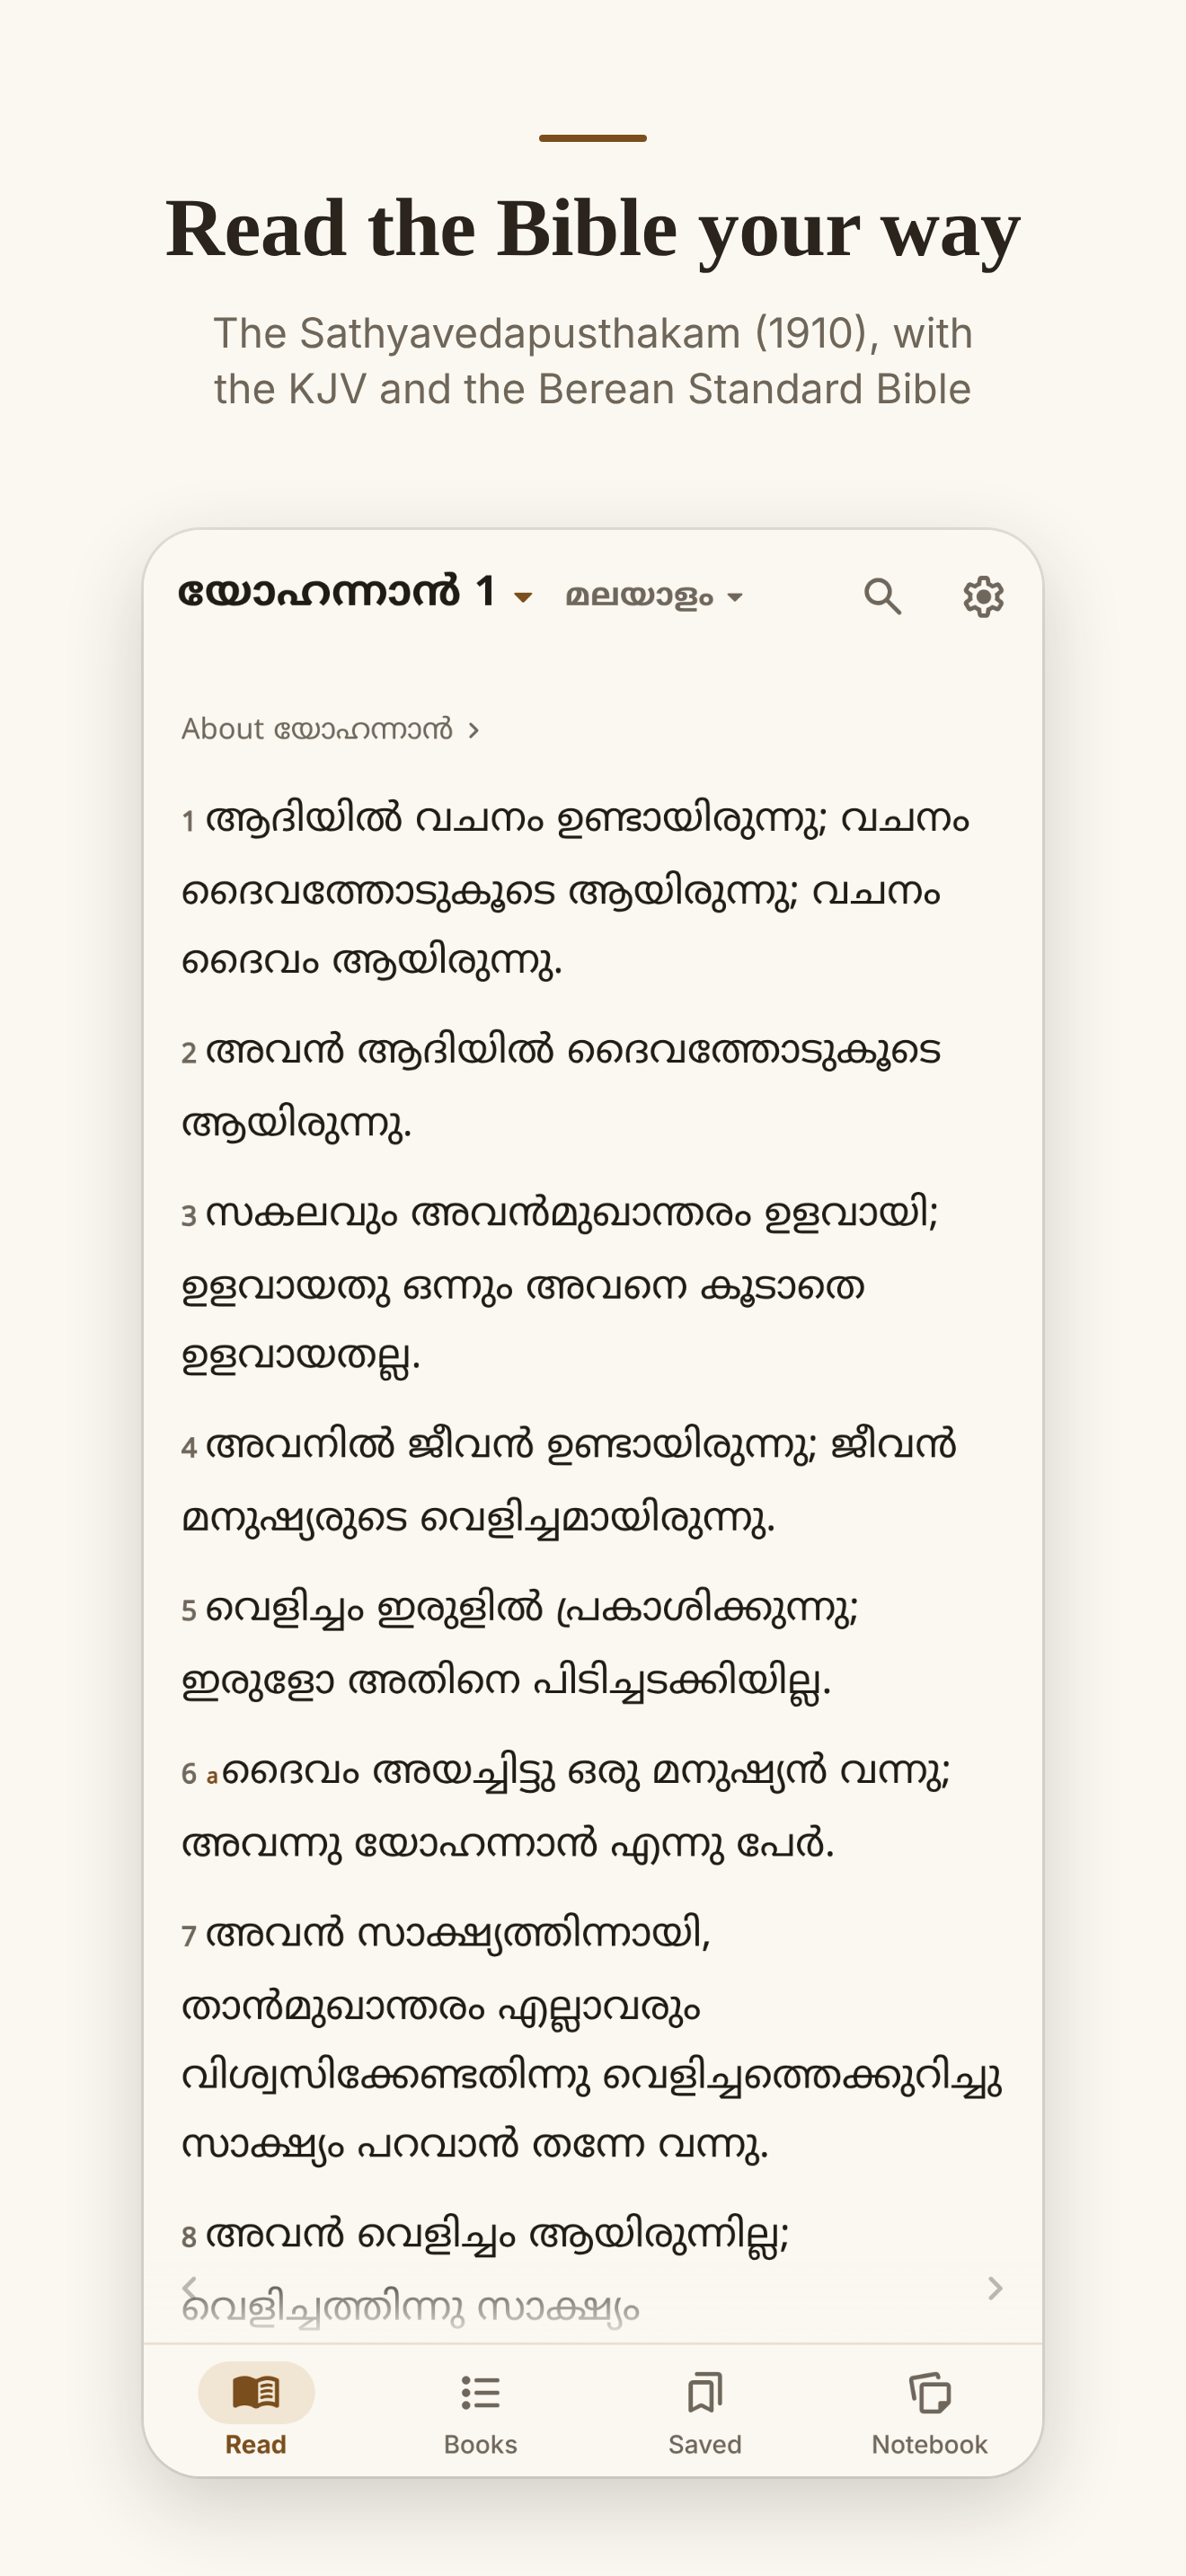 Read the Bible your way
The Sathyavedapusthakam (1910), with
the KJV and the Berean Standard Bible
യോഹന്നാൻ 1 മലയാളം
About യോഹന്നാൻ
1 ആദിയിൽ വചനം ഉണ്ടായിരുന്നു; വചനം
ദൈവത്തോടുകൂടെ ആയിരുന്നു; വചനം
ദൈവം ആയിരുന്നു.
2 അവൻ ആദിയിൽ ദൈവത്തോടുകൂടെ
ആയിരുന്നു.
3 സകലവും അവൻമുഖാന്തരം ഉളവായി;
ഉളവായതു ഒന്നും അവനെ കൂടാതെ
ഉളവായതല്ല.
4 അവനിൽ ജീവൻ ഉണ്ടായിരുന്നു; ജീവൻ
മനുഷ്യരുടെ വെളിച്ചമായിരുന്നു.
5 വെളിച്ചം ഇരുളിൽ പ്രകാശിക്കുന്നു;
ഇരുളോ അതിനെ പിടിച്ചടക്കിയില്ല.
6 a ദൈവം അയച്ചിട്ടു ഒരു മനുഷ്യൻ വന്നു;
അവന്നു യോഹന്നാൻ എന്നു പേർ.
7 അവൻ സാക്ഷ്യത്തിന്നായി,
താൻമുഖാന്തരം എല്ലാവരും
വിശ്വസിക്കേണ്ടതിന്നു വെളിച്ചത്തെക്കുറിച്ചു
സാക്ഷ്യം പറവാൻ തന്നേ വന്നു.
8 അവൻ വെളിച്ചം ആയിരുന്നില്ല;
വെളിച്ചത്തിന്നു സാക്ഷ്യം
Read Books Saved Notebook